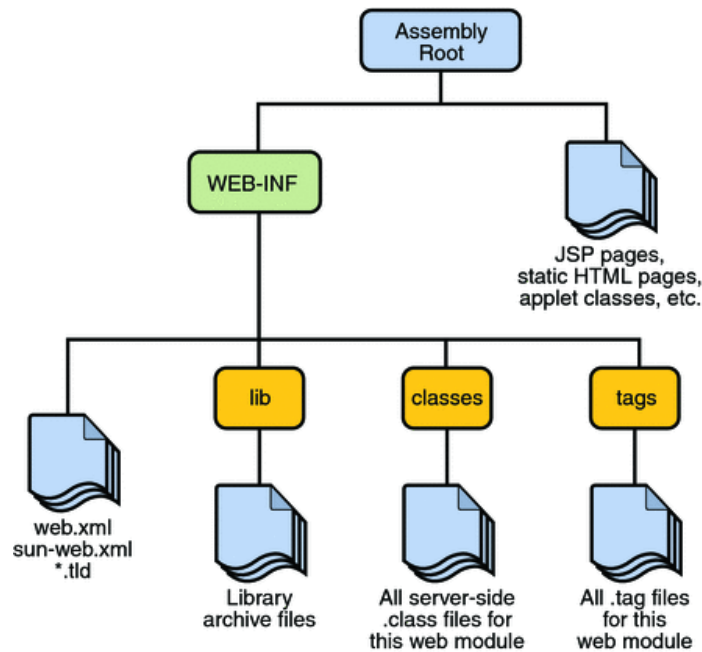 Assembly
Root
WEB-INF
JSP pages,
static HTML pages,
applet classes, etc.
lib
classes
tags
web.xml
sun-web.xml
*.tld
Library
archive files
All server-side
.class files for
this web module
All .tag files
for this
web module